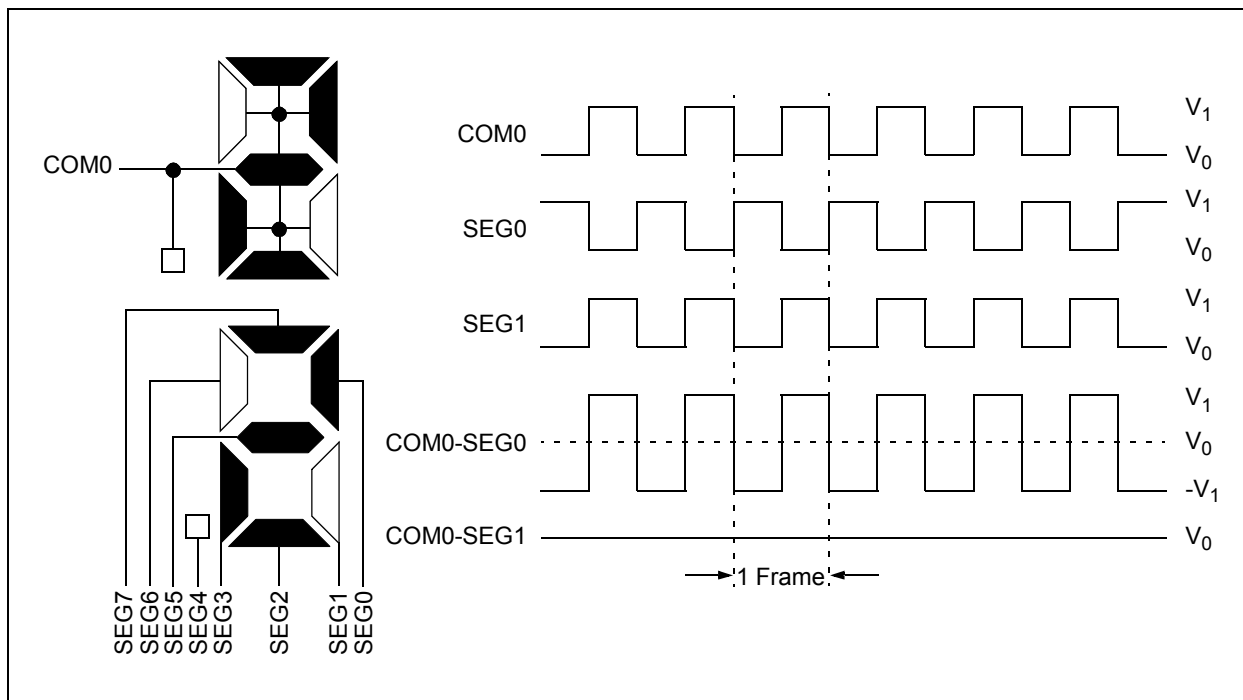 COM0
COM0
V1
V0
SEG0
V1
V0
SEG1
V1
V0
COM0-SEG0
V1
V0
-V1
COM0-SEG1
V0
1 Frame
SEG7
SEG6
SEG5
SEG4
SEG3
SEG2
SEG1
SEG0